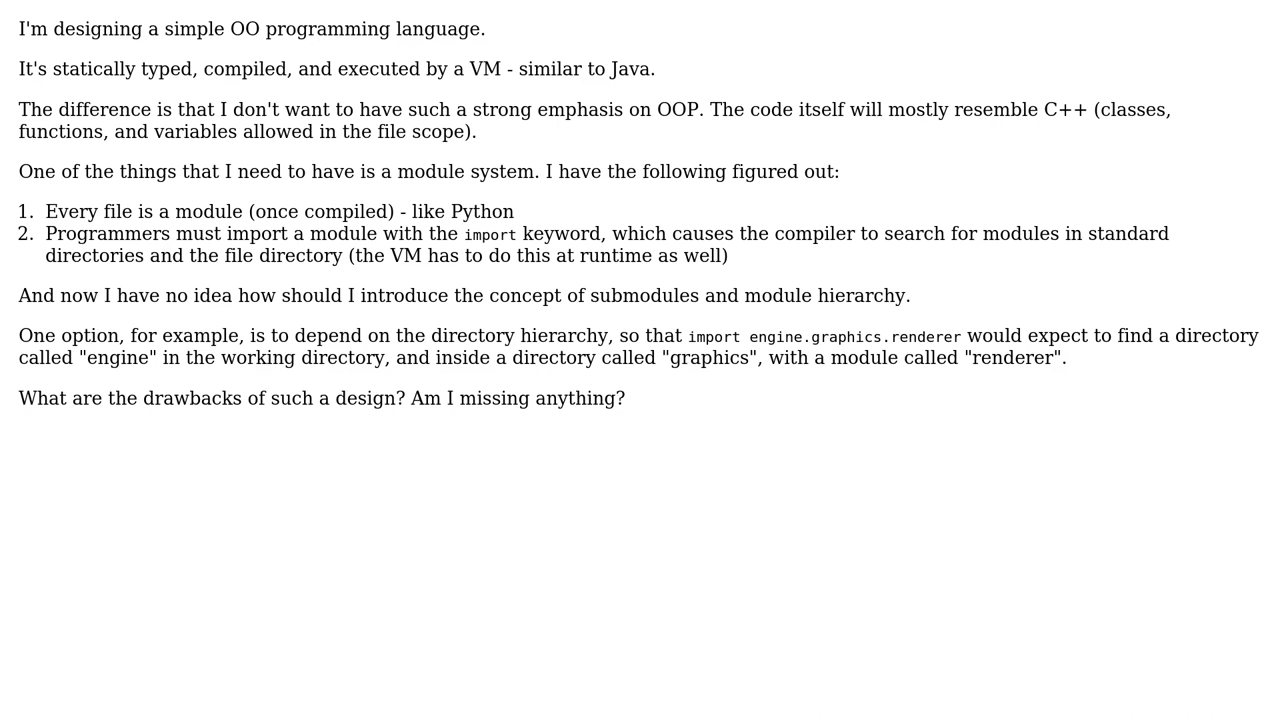 I'm designing a simple OO programming language.
It's statically typed, compiled, and executed by a VM - similar to Java.
The difference is that I don't want to have such a strong emphasis on OOP. The code itself will mostly resemble C++ (classes,
functions, and variables allowed in the file scope).
One of the things that I need to have is a module system. I have the following figured out:
1. Every file is a module (once compiled) - like Python
2. Programmers must import a module with the import keyword, which causes the compiler to search for modules in standard
directories and the file directory (the VM has to do this at runtime as well)
And now I have no idea how should I introduce the concept of submodules and module hierarchy.
One option, for example, is to depend on the directory hierarchy, so that import engine.graphics.renderer would expect to find a directory
called "engine" in the working directory, and inside a directory called "graphics", with a module called "renderer".
What are the drawbacks of such a design? Am I missing anything?